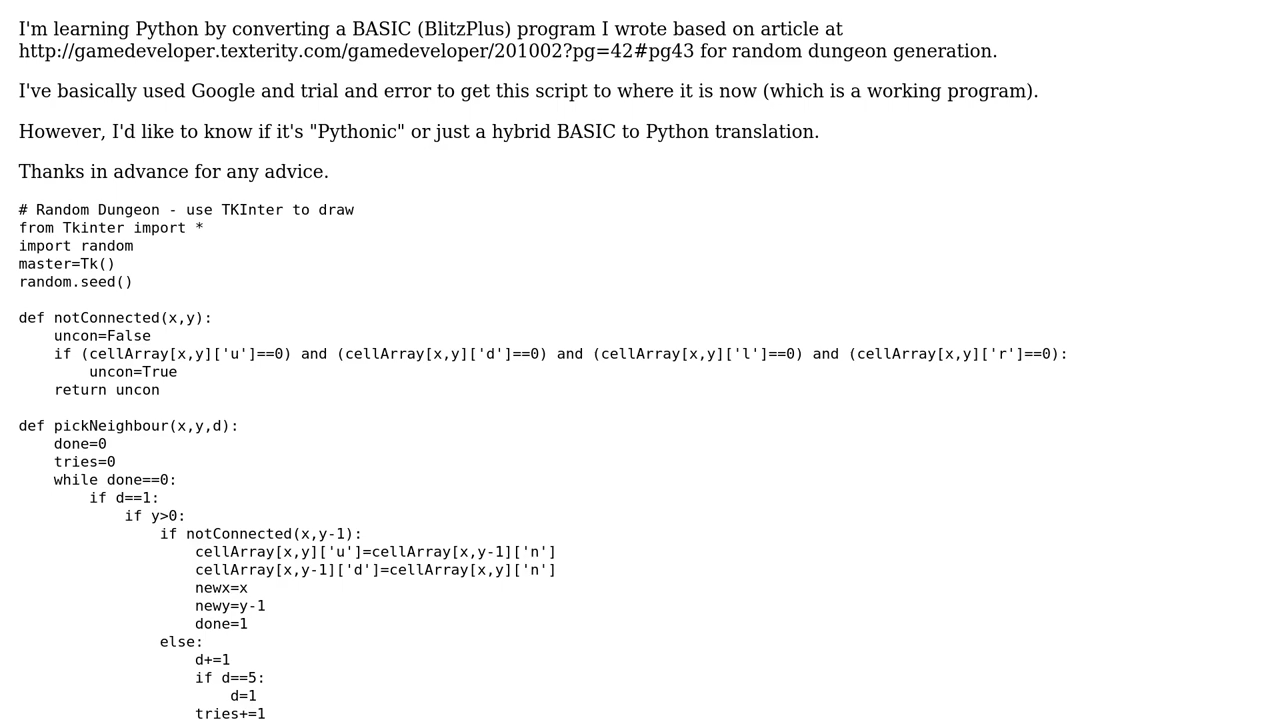 I'm learning Python by converting a BASIC (BlitzPlus) program I wrote based on article at
http://gamedeveloper.texterity.com/gamedeveloper/201002?pg=42#pg43 for random dungeon generation.
I've basically used Google and trial and error to get this script to where it is now (which is a working program).
However, I'd like to know if it's "Pythonic" or just a hybrid BASIC to Python translation.
Thanks in advance for any advice.
# Random Dungeon - use TKInter to draw
from Tkinter import *
import random
master=Tk()
random.seed()
def notConnected(x,y):
    uncon=False
    if (cellArray[x,y]['u']==0) and (cellArray[x,y]['d']==0) and (cellArray[x,y]['l']==0) and (cellArray[x,y]['r']==0):
        uncon=True
    return uncon
def pickNeighbour(x,y,d):
    done=0
    tries=0
    while done==0:
        if d==1:
            if y>0:
                if notConnected(x,y-1):
                    cellArray[x,y]['u']=cellArray[x,y-1]['n']
                    cellArray[x,y-1]['d']=cellArray[x,y]['n']
                    newx=x
                    newy=y-1
                    done=1
                else:
                    d+=1
                    if d==5:
                        d=1
                    tries+=1